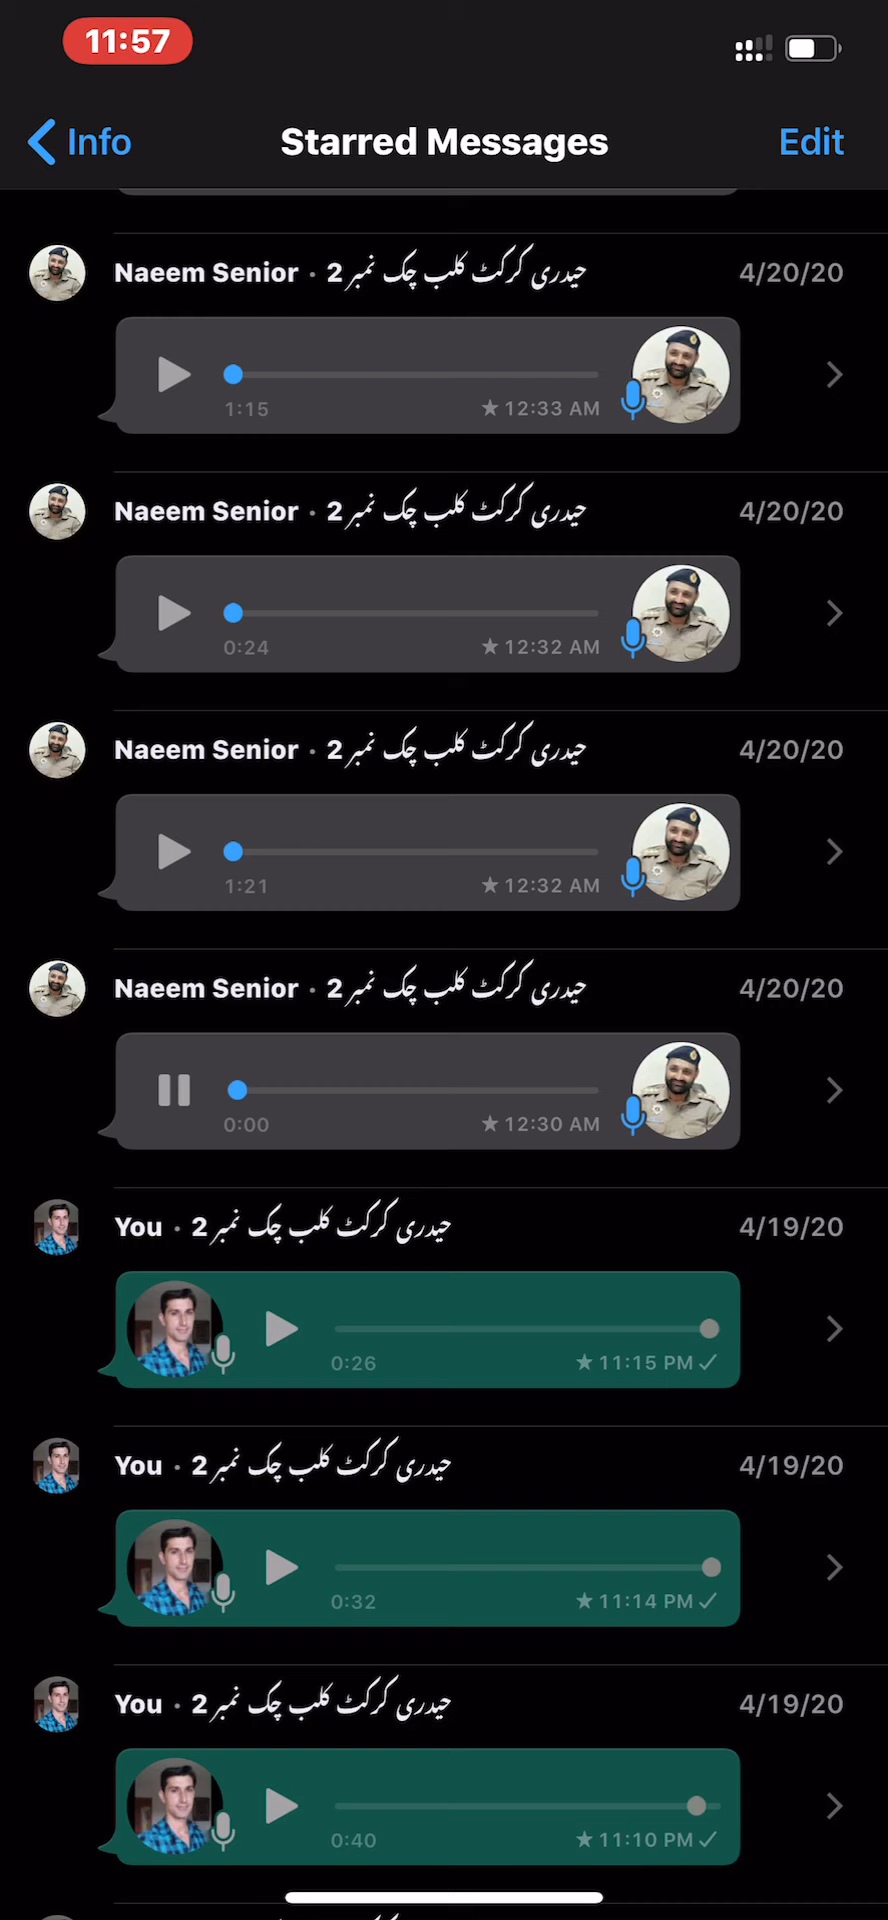 11:57
Info
Starred Messages
Edit
Naeem Senior · حیدری کرکٹ کلب چک نمبر 2
4/20/20
1:15
★ 12:33 AM
Naeem Senior · حیدری کرکٹ کلب چک نمبر 2
4/20/20
0:24
★ 12:32 AM
Naeem Senior · حیدری کرکٹ کلب چک نمبر 2
4/20/20
1:21
★ 12:32 AM
Naeem Senior · حیدری کرکٹ کلب چک نمبر 2
4/20/20
0:00
★ 12:30 AM
You · حیدری کرکٹ کلب چک نمبر 2
4/19/20
0:26
★ 11:15 PM ✓
You · حیدری کرکٹ کلب چک نمبر 2
4/19/20
0:32
★ 11:14 PM ✓
You · حیدری کرکٹ کلب چک نمبر 2
4/19/20
0:40
★ 11:10 PM ✓